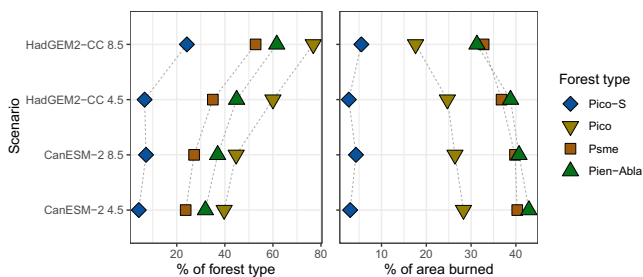 Scenario
HadGEM2−CC 8.5
HadGEM2−CC 4.5
CanESM−2 8.5
CanESM−2 4.5
20 40 60 80
% of forest type
10 20 30 40
% of area burned
Forest type
Pico−S
Pico
Psme
Pien−Abla